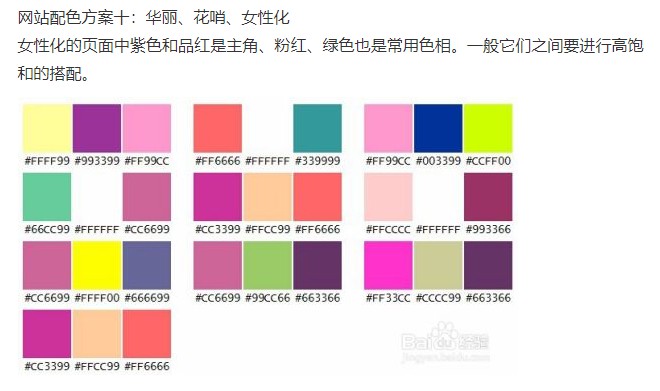 网站配色方案十：华丽、花哨、女性化
女性化的页面中紫色和品红是主角、粉红、绿色也是常用色相。一般它们之间要进行高饱
和的搭配。
#FFFF99 #993399 #FF99CC #FF6666 #FFFFFF #339999 #FF99CC #003399 #CCFF00
#66CC99 #FFFFFF #CC6699 #CC3399 #FFCC99 #FF6666 #FFCCCC #FFFFFF #993366
#CC6699 #FFFF00 #666699 #CC6699 #99CC66 #663366 #FF33CC #CCCC99 #663366
#CC3399 #FFCC99 #FF6666
Baidu 经验
jingyan.baidu.com